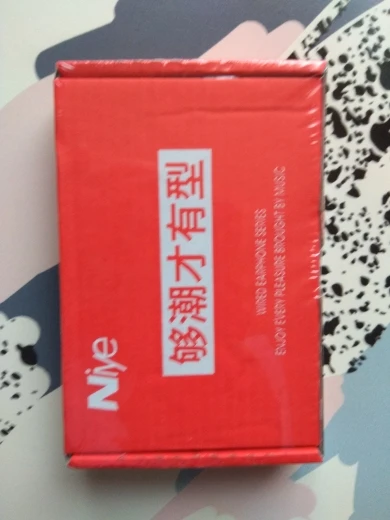 Niye
够潮才有型
WIRED EARPHONE SERIES
ENJOY EVERY PLEASURE BROUGHT BY MUSIC